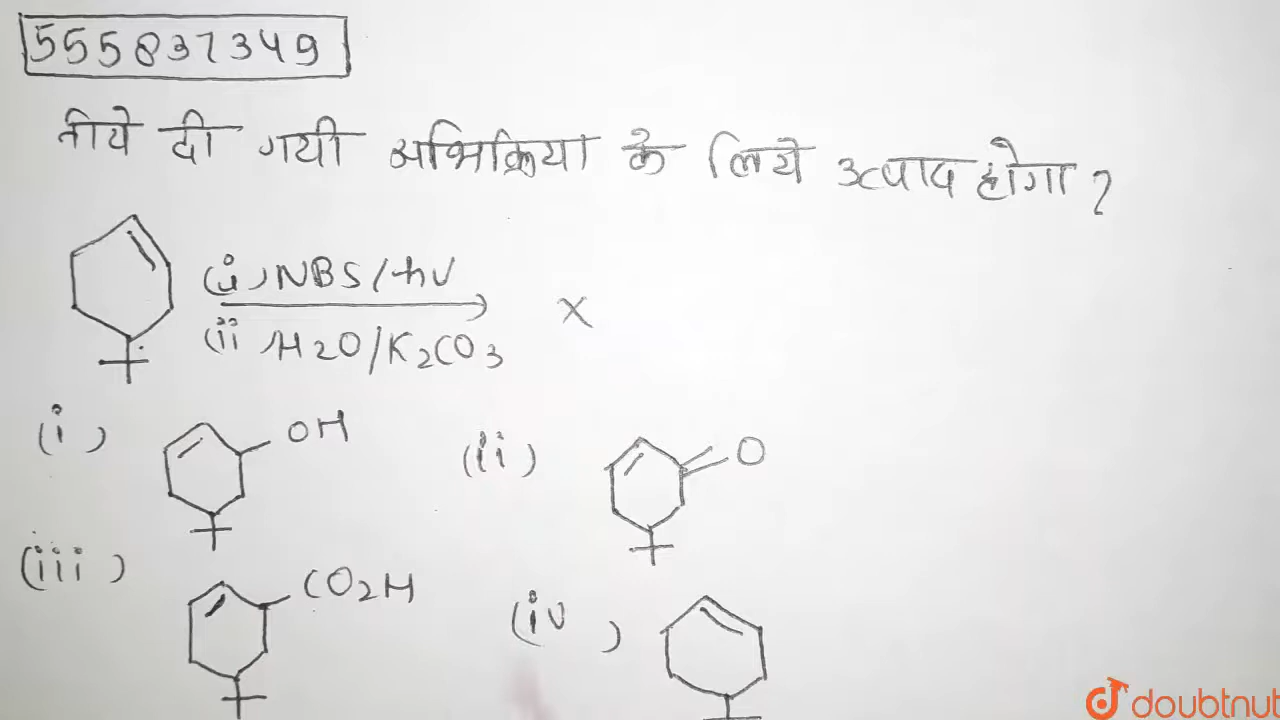 555837349
नीचे दी गयी अभिक्रिया के लिये उत्पाद होगा ?
(i) NBS/hν
(ii) H2O/K2CO3
X
(i) OH
(ii) O
(iii) CO2H
(iv)
doubtnut